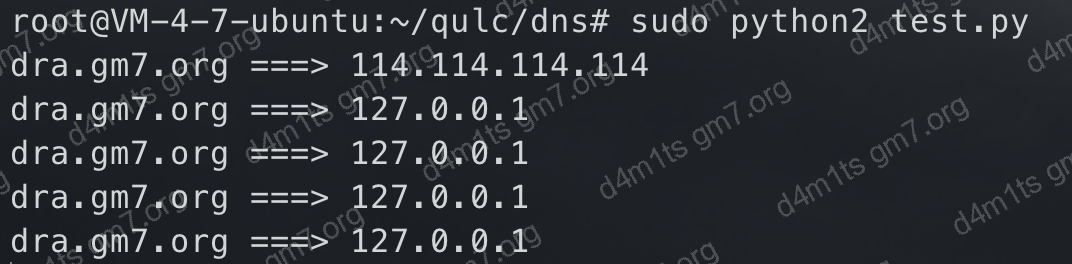 root@VM-4-7-ubuntu:~/qulc/dns# sudo python2 test.py
dra.gm7.org ===> 114.114.114.114
dra.gm7.org ===> 127.0.0.1
dra.gm7.org ===> 127.0.0.1
dra.gm7.org ===> 127.0.0.1
dra.gm7.org ===> 127.0.0.1
d4m1ts gm7.org
d4m1ts gm7.org
d4m1ts gm7.org
d4m1ts gm7.org
d4m1ts gm7.org